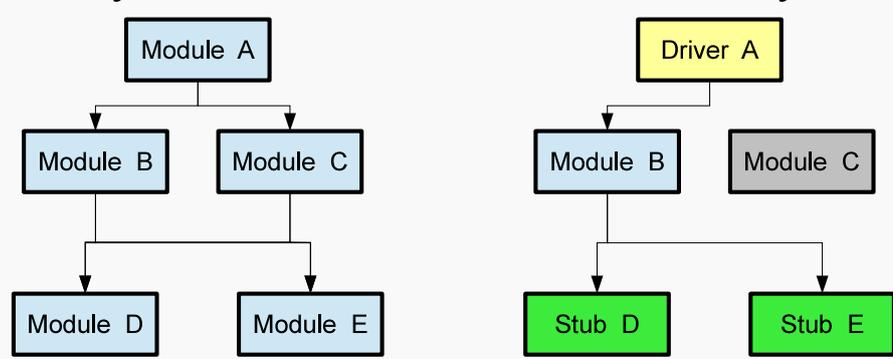 Module A
Driver A
Module B
Module C
Module B
Module C
Module D
Module E
Stub D
Stub E